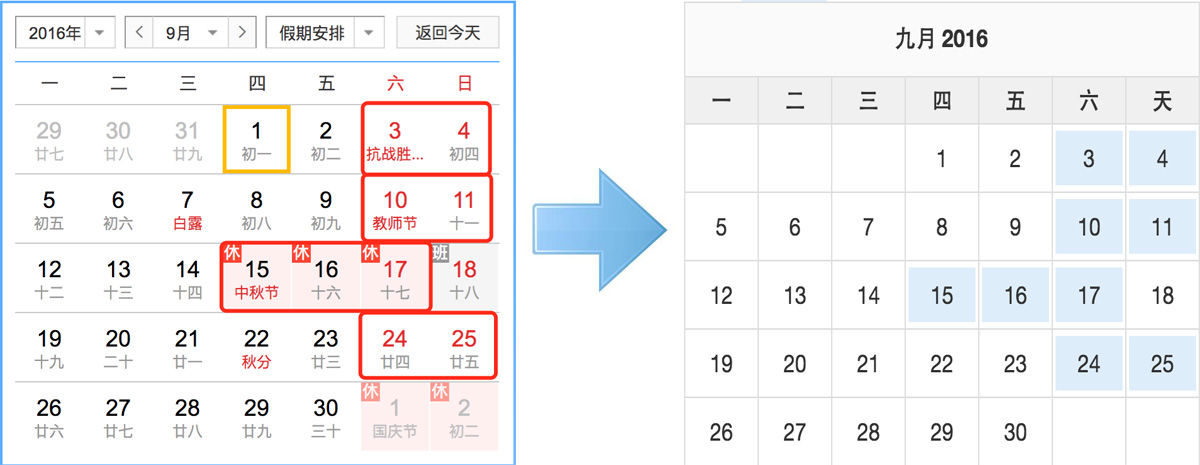 2016年 9月 假期安排 返回今天
一 二 三 四 五 六 日
29 30 31 1 2 3 4
廿七 廿八 廿九 初一 初二 抗战胜... 初四
5 6 7 8 9 10 11
初五 初六 白露 初八 初九 教师节 十一
休 休 休 班
12 13 14 15 16 17 18
十二 十三 十四 中秋节 十六 十七 十八
19 20 21 22 23 24 25
十九 二十 廿一 秋分 廿三 廿四 廿五
休 休
26 27 28 29 30 1 2
廿六 廿七 廿八 廿九 三十 国庆节 初二
九月 2016
一 二 三 四 五 六 天
1 2 3 4
5 6 7 8 9 10 11
12 13 14 15 16 17 18
19 20 21 22 23 24 25
26 27 28 29 30